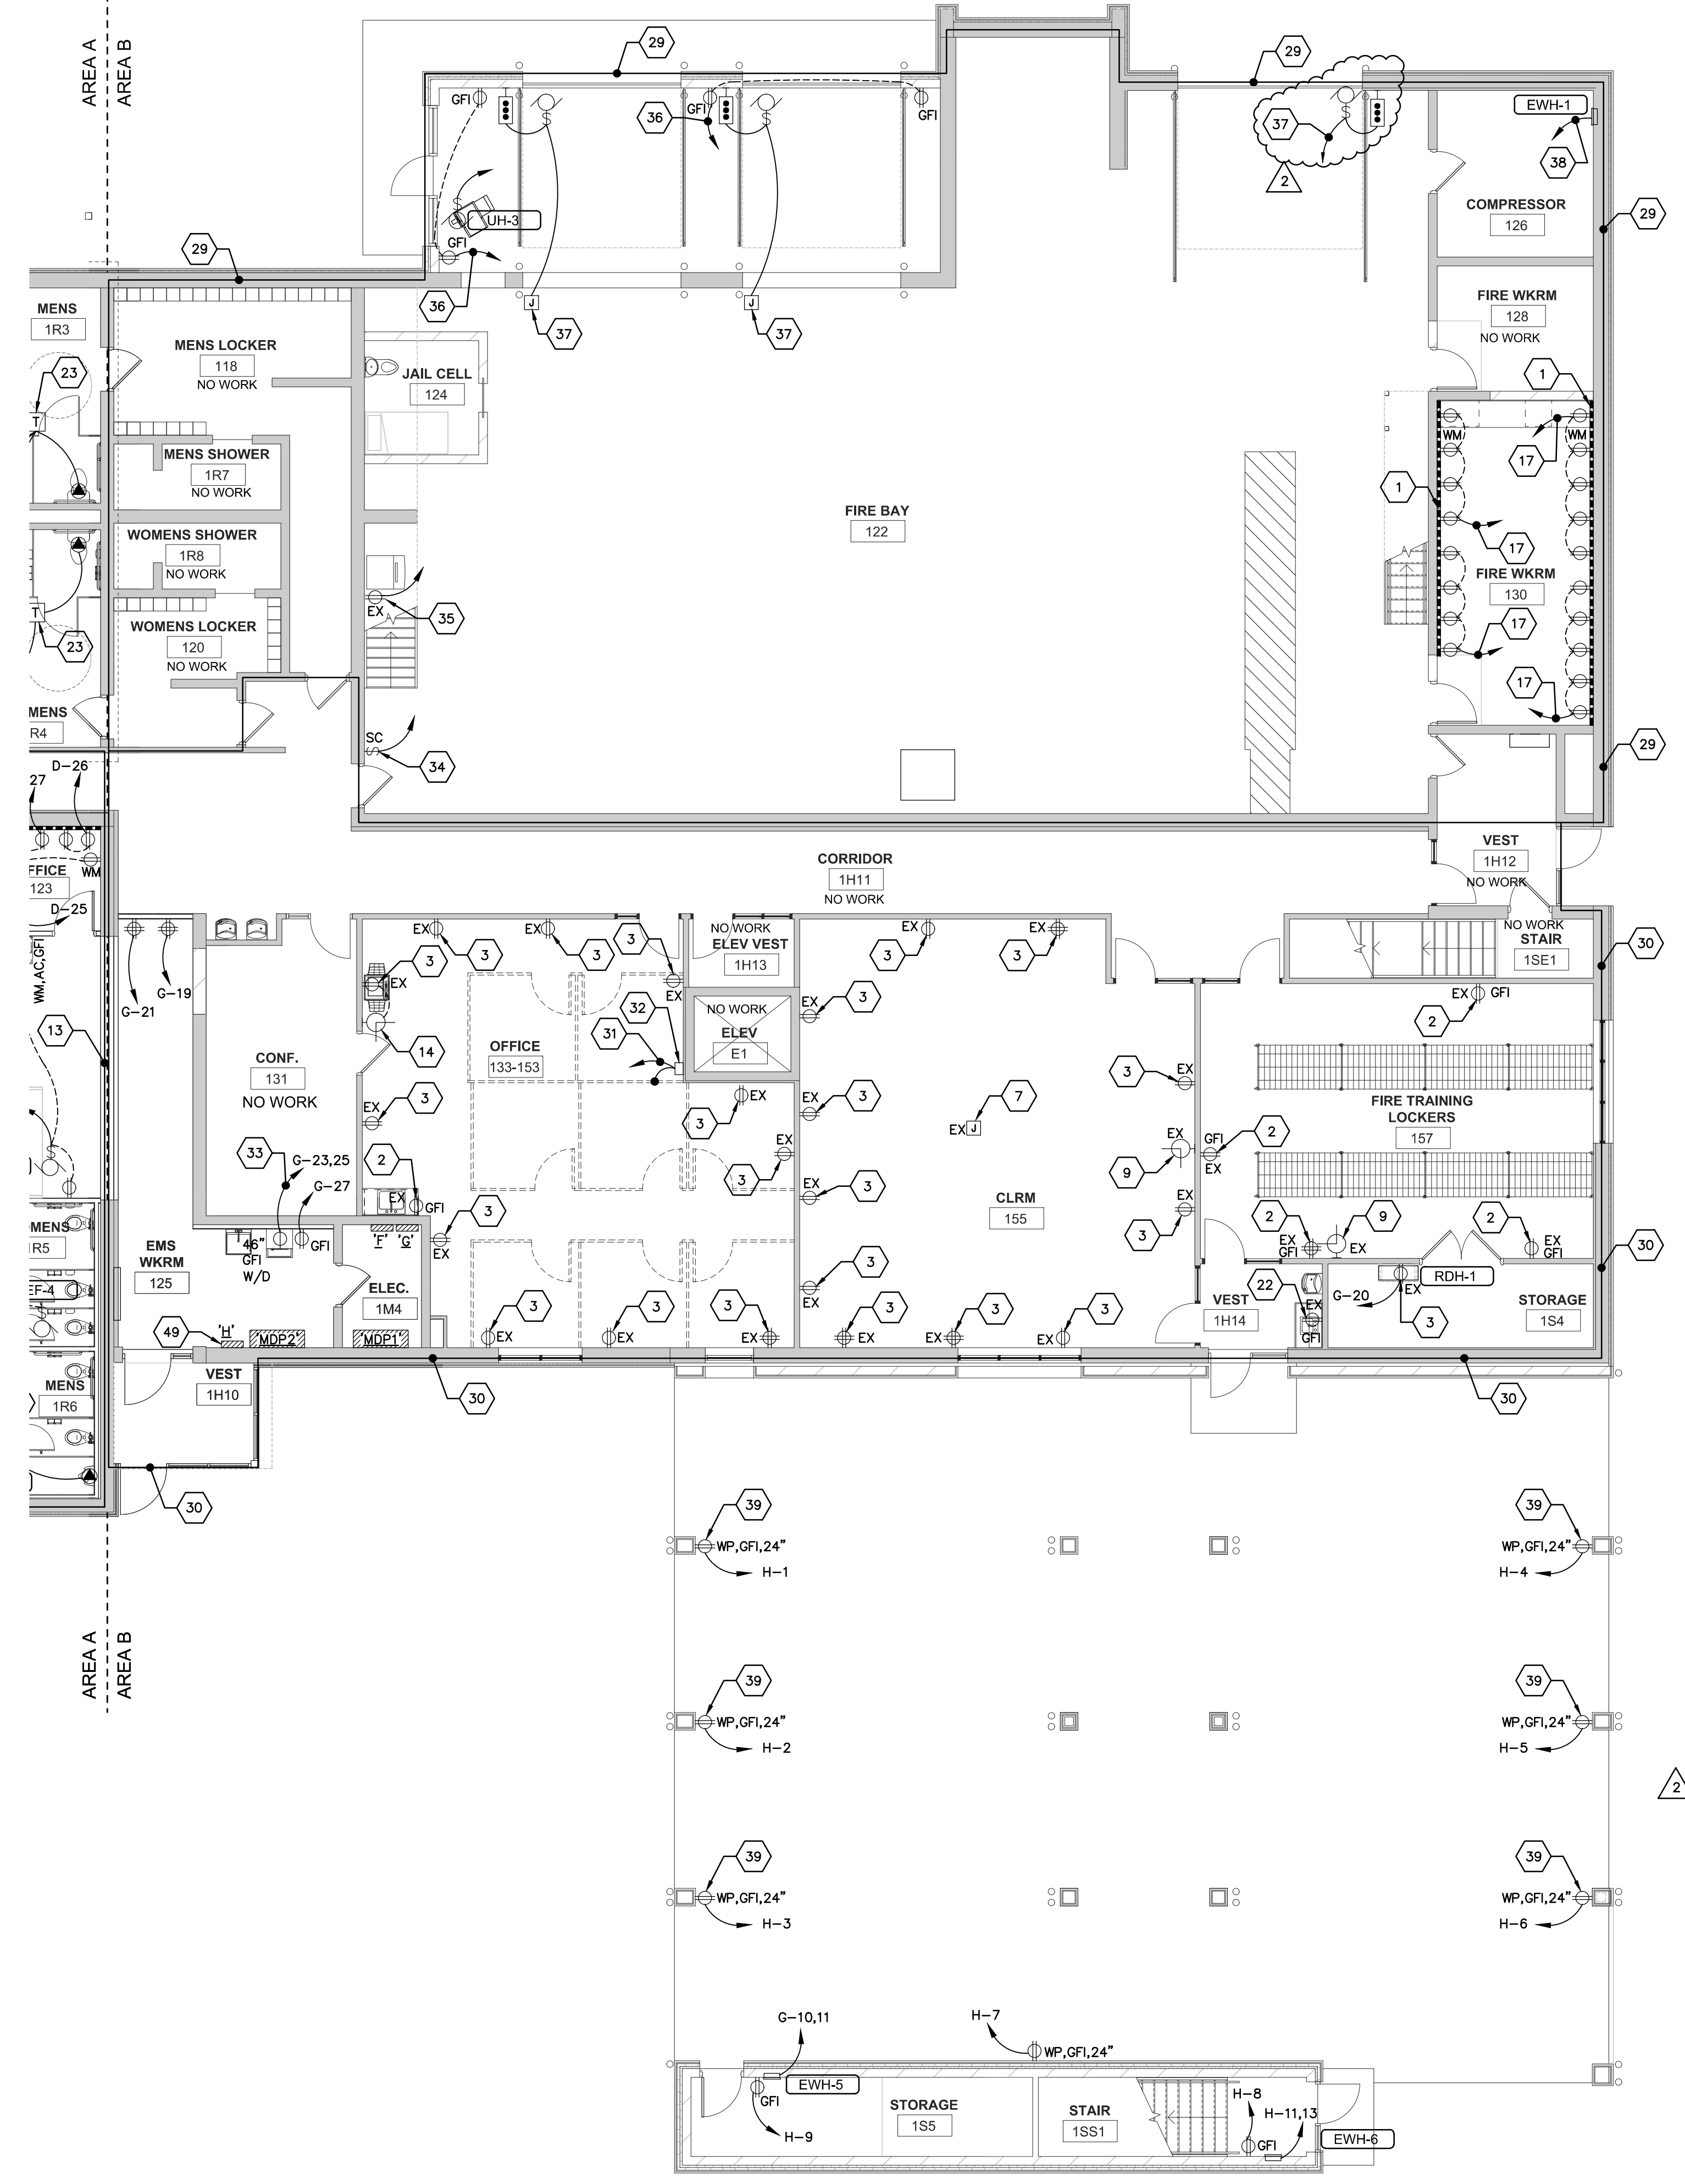 AREA A
AREA B
29
29
GFI
36
GFI
GFI
37
2
EWH-1
38
COMPRESSOR
126
29
UH-3
GFI
36
29
J
37
J
37
FIRE WKRM
128
NO WORK
MENS
1R3
23
T
MENS LOCKER
118
NO WORK
JAIL CELL
124
1
WM
WM
17
1
17
MENS SHOWER
1R7
NO WORK
WOMENS SHOWER
1R8
NO WORK
FIRE BAY
122
FIRE WKRM
130
17
17
T
23
WOMENS LOCKER
120
NO WORK
EX
35
MENS
R4
SC
34
29
27
D-26
WM
FFICE
123
D-25
WM,AC,GFI
CORRIDOR
1H11
NO WORK
VEST
1H12
NO WORK
NO WORK
STAIR
1SE1
30
G-21
G-19
13
EX
3
EX
3
3
EX
3
EX
NO WORK
ELEV VEST
1H13
3
EX
EX
3
3
EX
EX
GFI
2
14
OFFICE
133-153
32
31
NO WORK
ELEV
E1
CONF.
131
NO WORK
EX
3
EX
3
3
EX
EX
3
EX
3
EX
J
7
FIRE TRAINING
LOCKERS
157
EX
3
EX
9
GFI
2
EX
33
G-23,25
G-27
2
EX
GFI
3
EX
3
EX
CLRM
155
EX
3
2
EX
GFI
9
EX
2
EX
GFI
MENS
R5
EF-4
EMS
WKRM
125
46"
GFI
W/D
GFI
'F'
'G'
ELEC.
1M4
3
EX
49
'H'
'MDP2'
'MDP1'
3
EX
3
EX
3
EX
3
EX
3
EX
3
EX
22
EX
GFI
VEST
1H14
RDH-1
G-20
EX
3
STORAGE
1S4
30
MENS
1R6
VEST
1H10
30
30
30
39
WP,GFI,24"
H-1
39
WP,GFI,24"
H-4
AREA A
AREA B
39
WP,GFI,24"
H-2
39
WP,GFI,24"
H-5
2
39
WP,GFI,24"
H-3
39
WP,GFI,24"
H-6
G-10,11
H-7
WP,GFI,24"
EWH-5
GFI
H-9
STORAGE
1S5
STAIR
1SS1
H-8
H-11,13
GFI
EWH-6